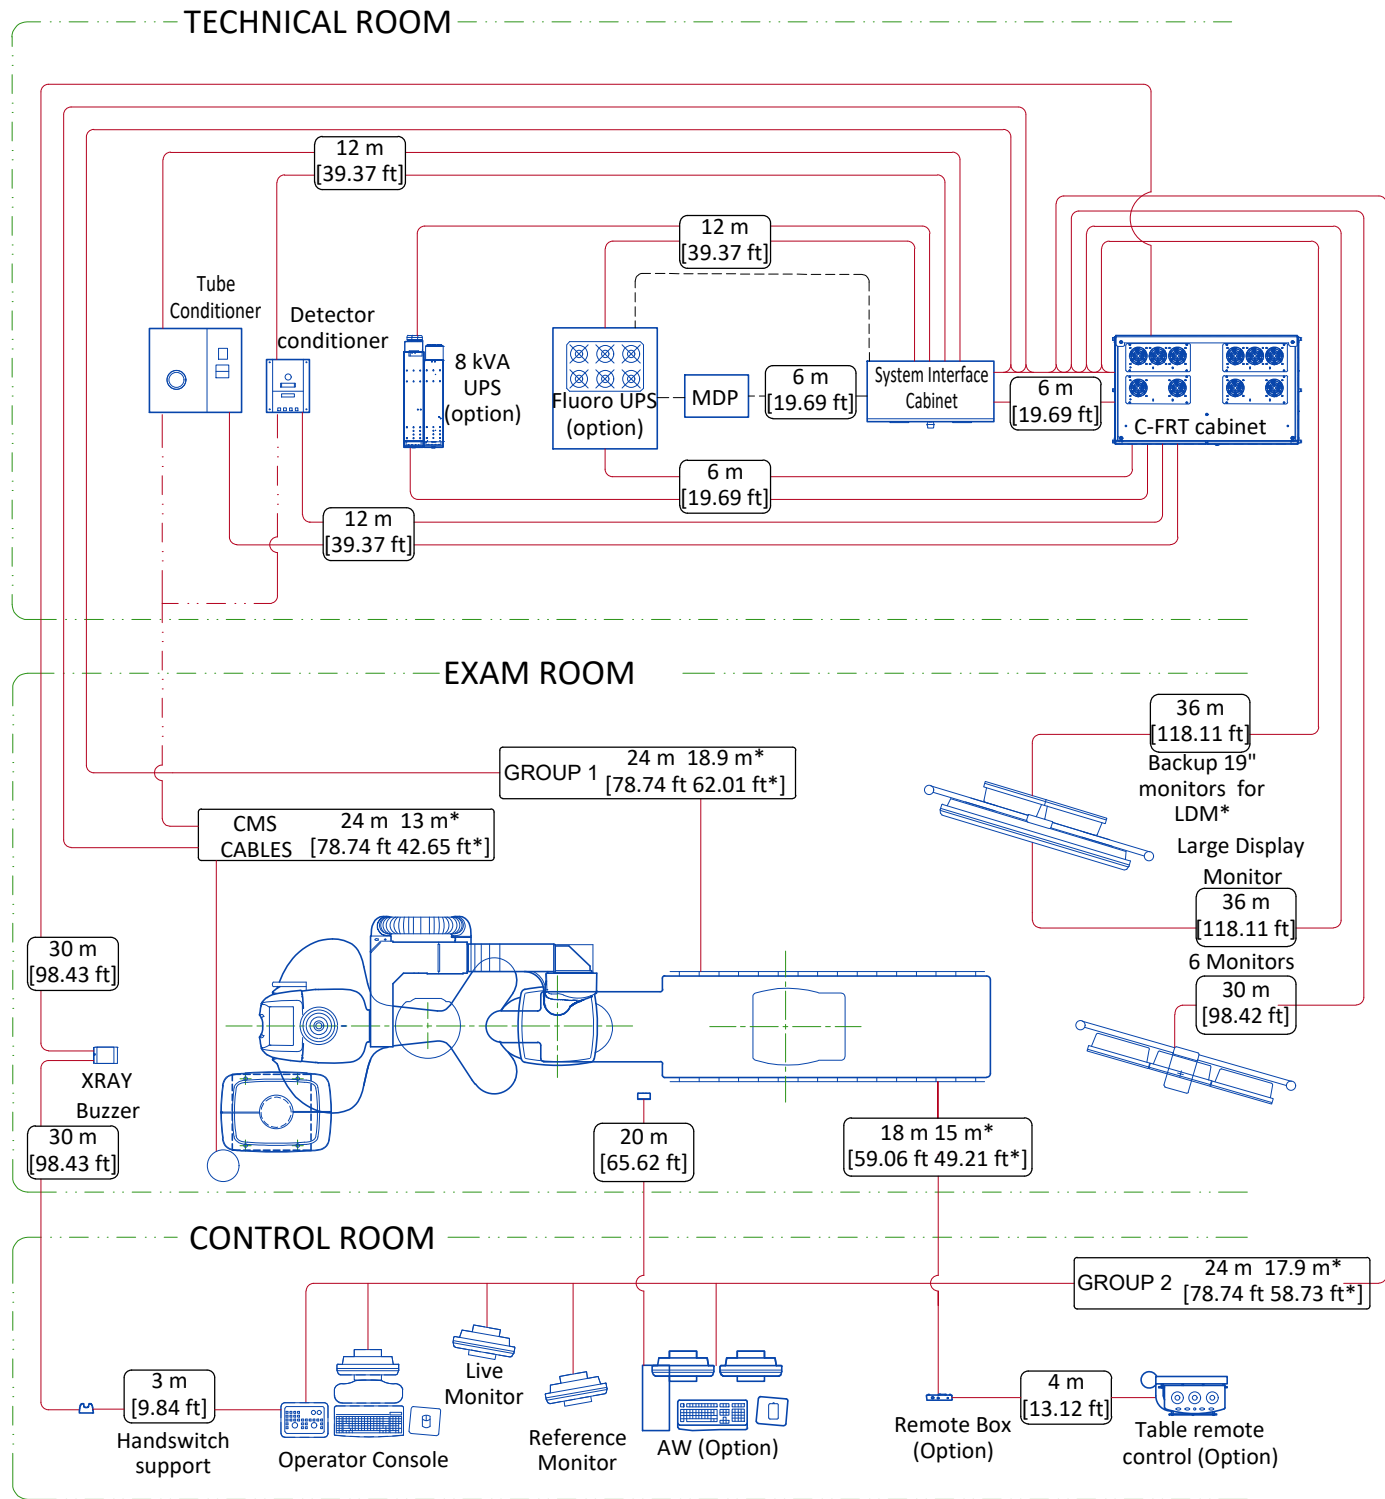 TECHNICAL ROOM
12 m
[39.37 ft]
12 m
[39.37 ft]
Tube
Conditioner
Detector
conditioner
8 kVA
UPS
(option)
Fluoro UPS
(option)
MDP
6 m
[19.69 ft]
System Interface
Cabinet
6 m
[19.69 ft]
C-FRT cabinet
6 m
[19.69 ft]
12 m
[39.37 ft]
EXAM ROOM
36 m
[118.11 ft]
Backup 19"
monitors for
LDM*
GROUP 1 24 m 18.9 m*
[78.74 ft 62.01 ft*]
CMS
CABLES
24 m 13 m*
[78.74 ft 42.65 ft*]
Large Display
Monitor
36 m
[118.11 ft]
30 m
[98.43 ft]
6 Monitors
30 m
[98.42 ft]
XRAY
Buzzer
30 m
[98.43 ft]
20 m
[65.62 ft]
18 m 15 m*
[59.06 ft 49.21 ft*]
CONTROL ROOM
GROUP 2 24 m 17.9 m*
[78.74 ft 58.73 ft*]
3 m
[9.84 ft]
Handswitch
support
Operator Console
Live
Monitor
Reference
Monitor
AW (Option)
Remote Box
(Option)
4 m
[13.12 ft]
Table remote
control (Option)